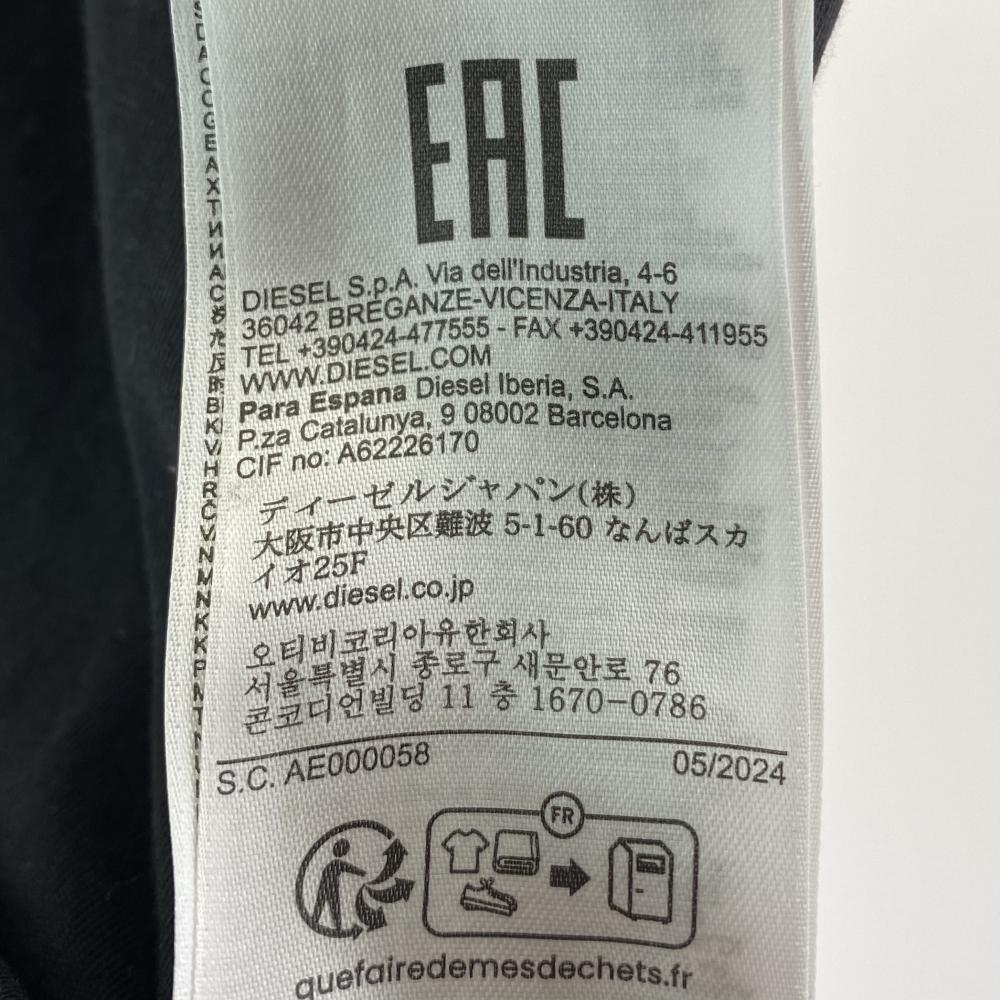 EAC
DIESEL S.p.A. Via dell'Industria, 4-6
36042 BREGANZE-VICENZA-ITALY
TEL +390424-477555 - FAX +390424-411955
WWW.DIESEL.COM
Para Espana Diesel Iberia, S.A.
P.za Catalunya, 9 08002 Barcelona
CIF no: A62226170
ディーゼルジャパン(株)
大阪市中央区難波 5-1-60 なんばスカ
イオ25F
www.diesel.co.jp
오티비코리아유한회사
서울특별시 종로구 새문안로 76
콘코디언빌딩 11 층 1670-0786
S.C. AE000058
05/2024
FR
quefairedemesdechets.fr